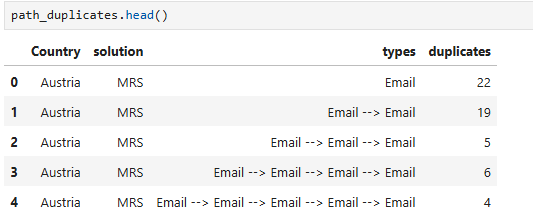 path_duplicates.head()
Country solution types duplicates
0 Austria MRS Email 22
1 Austria MRS Email --> Email 19
2 Austria MRS Email --> Email --> Email 5
3 Austria MRS Email --> Email --> Email --> Email 6
4 Austria MRS Email --> Email --> Email --> Email --> Email 4